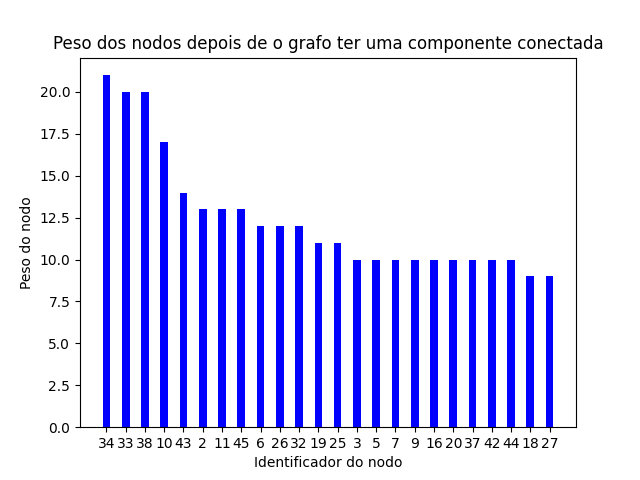 Peso dos nodos depois de o grafo ter uma componente conectada
20.0
17.5
15.0
12.5
10.0
7.5
5.0
2.5
0.0
Peso do nodo
34 33 38 10 43 2 11 45 6 26 32 19 25 3 5 7 9 16 20 37 42 44 18 27
Identificador do nodo